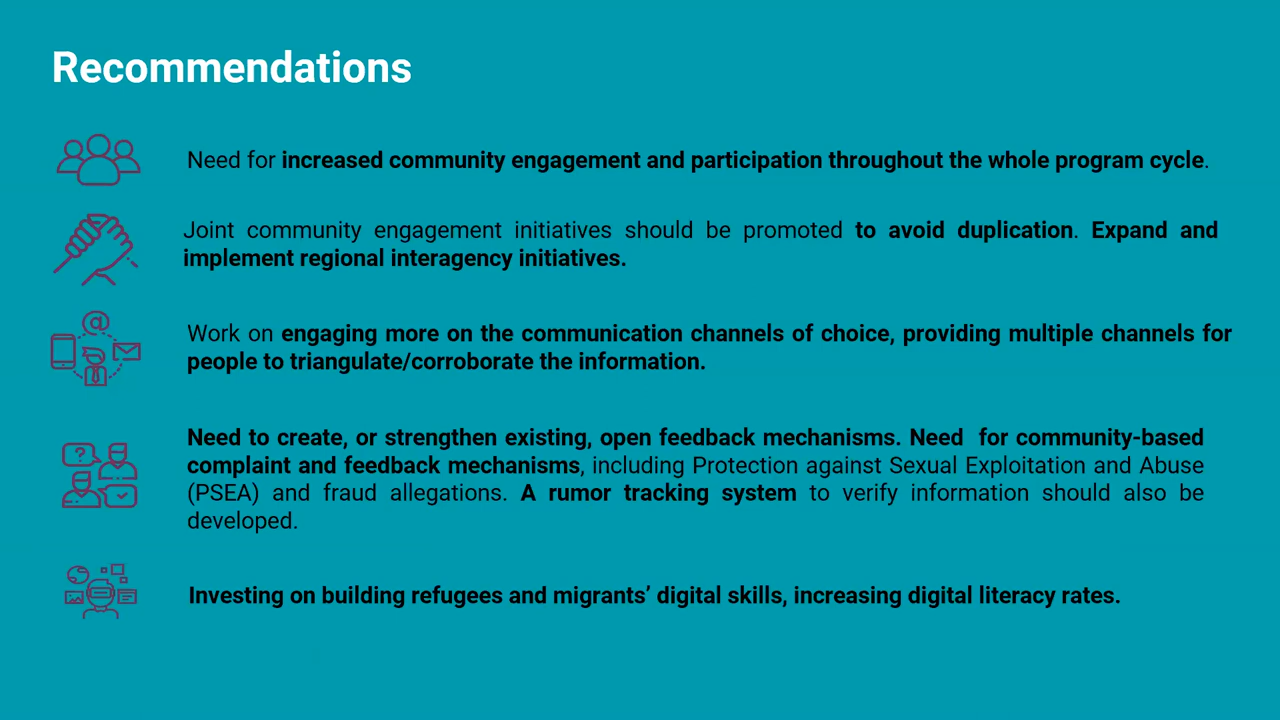 Recommendations
Need for increased community engagement and participation throughout the whole program cycle.
Joint community engagement initiatives should be promoted to avoid duplication. Expand and
implement regional interagency initiatives.
@
Work on engaging more on the communication channels of choice, providing multiple channels for
people to triangulate/corroborate the information.
?
Need to create, or strengthen existing, open feedback mechanisms. Need  for community-based
complaint and feedback mechanisms, including Protection against Sexual Exploitation and Abuse
(PSEA) and fraud allegations. A rumor tracking system to verify information should also be
developed.
Investing on building refugees and migrants’ digital skills, increasing digital literacy rates.